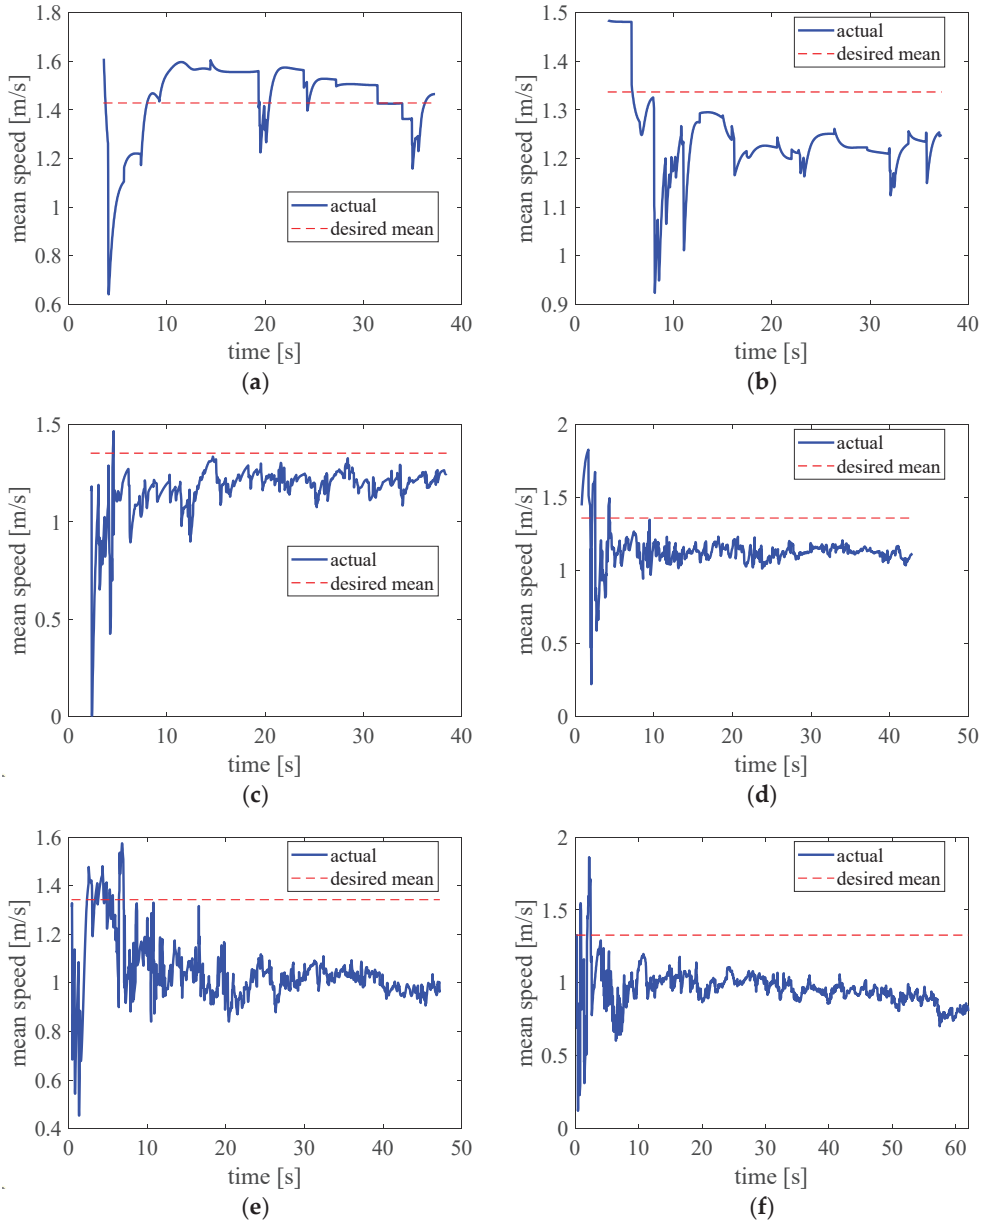 1.8
1.6
1.4
1.2
1
0.8
0.6
mean speed [m/s]
actual
desired mean
0 10 20 30 40
time [s]
(a)
1.5
1.4
1.3
1.2
1.1
1
0.9
mean speed [m/s]
actual
desired mean
0 10 20 30 40
time [s]
(b)
1.5
1
0.5
0
mean speed [m/s]
actual
desired mean
0 10 20 30 40
time [s]
(c)
2
1.5
1
0.5
0
mean speed [m/s]
actual
desired mean
0 10 20 30 40 50
time [s]
(d)
1.6
1.4
1.2
1
0.8
0.6
0.4
mean speed [m/s]
actual
desired mean
0 10 20 30 40 50
time [s]
(e)
2
1.5
1
0.5
0
mean speed [m/s]
actual
desired mean
0 10 20 30 40 50 60
time [s]
(f)